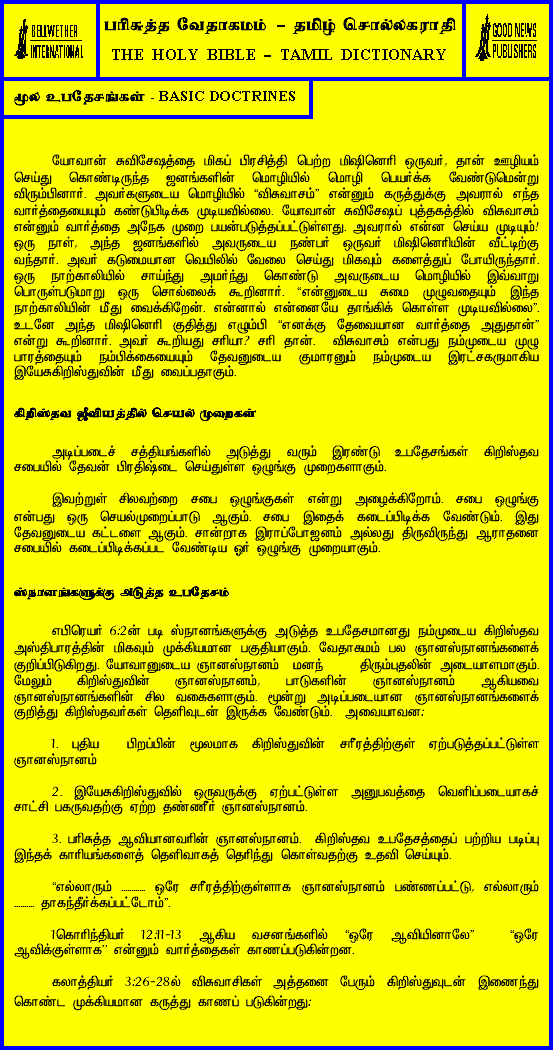 BELLWETHER
INTERNATIONAL
பரிசுத்த வேதாகமம் – தமிழ் சொல்லகராதி
THE HOLY BIBLE – TAMIL DICTIONARY
GOOD NEWS
PUBLISHERS
மூல உபதேசங்கள் - BASIC DOCTRINES
யோவான் சுவிசேஷத்தை மிகப் பிரசித்தி பெற்ற மிஷினெரி ஒருவர், தான் ஊழியம்
செய்து கொண்டிருந்த ஜனங்களின் மொழியில் மொழி பெயர்க்க வேண்டுமென்று
விரும்பினார். அவர்களுடைய மொழியில் “விசுவாசம்” என்னும் கருத்துக்கு அவரால் எந்த
வார்த்தையையும் கண்டுபிடிக்க முடியவில்லை. யோவான் சுவிசேஷப் புத்தகத்தில் விசுவாசம்
என்னும் வார்த்தை அநேக முறை பயன்படுத்தப்பட்டுள்ளது. அவரால் என்ன செய்ய முடியும்!
ஒரு நாள், அந்த ஜனங்களில் அவருடைய நண்பர் ஒருவர் மிஷினெரியின் வீட்டிற்கு
வந்தார். அவர் கடுமையான வெயிலில் வேலை செய்து மிகவும் களைத்துப் போயிருந்தார்.
ஒரு நாற்காலியில் சாய்ந்து அமர்ந்து கொண்டு அவருடைய மொழியில் இவ்வாறு
பொருள்படுமாறு ஒரு சொல்லைக் கூறினார். “என்னுடைய சுமை முழுவதையும் இந்த
நாற்காலியின் மீது வைக்கிறேன். என்னால் என்னையே தாங்கிக் கொள்ள முடியவில்லை”.
உடனே அந்த மிஷினெரி குதித்து எழும்பி “எனக்கு தேவையான வார்த்தை அதுதான்”
என்று கூறினார். அவர் கூறியது சரியா? சரி தான். விசுவாசம் என்பது நம்முடைய முழு
பாரத்தையும் நம்பிக்கையையும் தேவனுடைய குமாரனும் நம்முடைய இரட்சகருமாகிய
இயேசுகிறிஸ்துவின் மீது வைப்பதாகும்.
கிறிஸ்தவ ஜீவியத்தில் செயல் முறைகள்
அடிப்படைச் சத்தியங்களில் அடுத்து வரும் இரண்டு உபதேசங்கள் கிறிஸ்தவ
சபையில் தேவன் பிரதிஷ்டை செய்துள்ள ஒழுங்கு முறைகளாகும்.
இவற்றுள் சிலவற்றை சபை ஒழுங்குகள் என்று அழைக்கிறோம். சபை ஒழுங்கு
என்பது ஒரு செயல்முறைப்பாடு ஆகும். சபை இதைக் கடைப்பிடிக்க வேண்டும். இது
தேவனுடைய கட்டளை ஆகும். சான்றாக இராப்போஜனம் அல்லது திருவிருந்து ஆராதனை
சபையில் கடைப்பிடிக்கப்பட வேண்டிய ஓர் ஒழுங்கு முறையாகும்.
ஸ்நானங்களுக்கு அடுத்த உபதேசம்
எபிரெயர் 6:2ன் படி ஸ்நானங்களுக்கு அடுத்த உபதேசமானது நம்முடைய கிறிஸ்தவ
அஸ்திபாரத்தின் மிகவும் முக்கியமான பகுதியாகும். வேதாகமம் பல ஞானஸ்நானங்களைக்
குறிப்பிடுகிறது. யோவானுடைய ஞானஸ்நானம் மனந் திரும்புதலின் அடையாளமாகும்.
மேலும் கிறிஸ்துவின் ஞானஸ்நானம், பாடுகளின் ஞானஸ்நானம் ஆகியவை
ஞானஸ்நானங்களின் சில வகைகளாகும். மூன்று அடிப்படையான ஞானஸ்நானங்களைக்
குறித்து கிறிஸ்தவர்கள் தெளிவுடன் இருக்க வேண்டும். அவையாவன:
1. புதிய பிறப்பின் மூலமாக கிறிஸ்துவின் சரீரத்திற்குள் ஏற்படுத்தப்பட்டுள்ள
ஞானஸ்நானம்
2. இயேசுகிறிஸ்துவில் ஒருவருக்கு ஏற்பட்டுள்ள அனுபவத்தை வெளிப்படையாகச்
சாட்சி பகருவதற்கு ஏற்ற தண்ணீர் ஞானஸ்நானம்.
3. பரிசுத்த ஆவியானவரின் ஞானஸ்நானம். கிறிஸ்தவ உபதேசத்தைப் பற்றிய படிப்பு
இந்தக் காரியங்களைத் தெளிவாகத் தெரிந்து கொள்வதற்கு உதவி செய்யும்.
“எல்லாரும் ............ ஒரே சரீரத்திற்குள்ளாக ஞானஸ்நானம் பண்ணப்பட்டு, எல்லாரும்
.......... தாகந்தீர்க்கப்பட்டோம்”.
1கொரிந்தியர் 12:11-13 ஆகிய வசனங்களில் “ஒரே ஆவியினாலே” “ஒரே
ஆவிக்குள்ளாக” என்னும் வார்த்தைகள் காணப்படுகின்றன.
கலாத்தியர் 3:26-28ல் விசுவாசிகள் அத்தனை பேரும் கிறிஸ்துவுடன் இணைந்து
கொண்ட முக்கியமான கருத்து காணப் படுகின்றது: